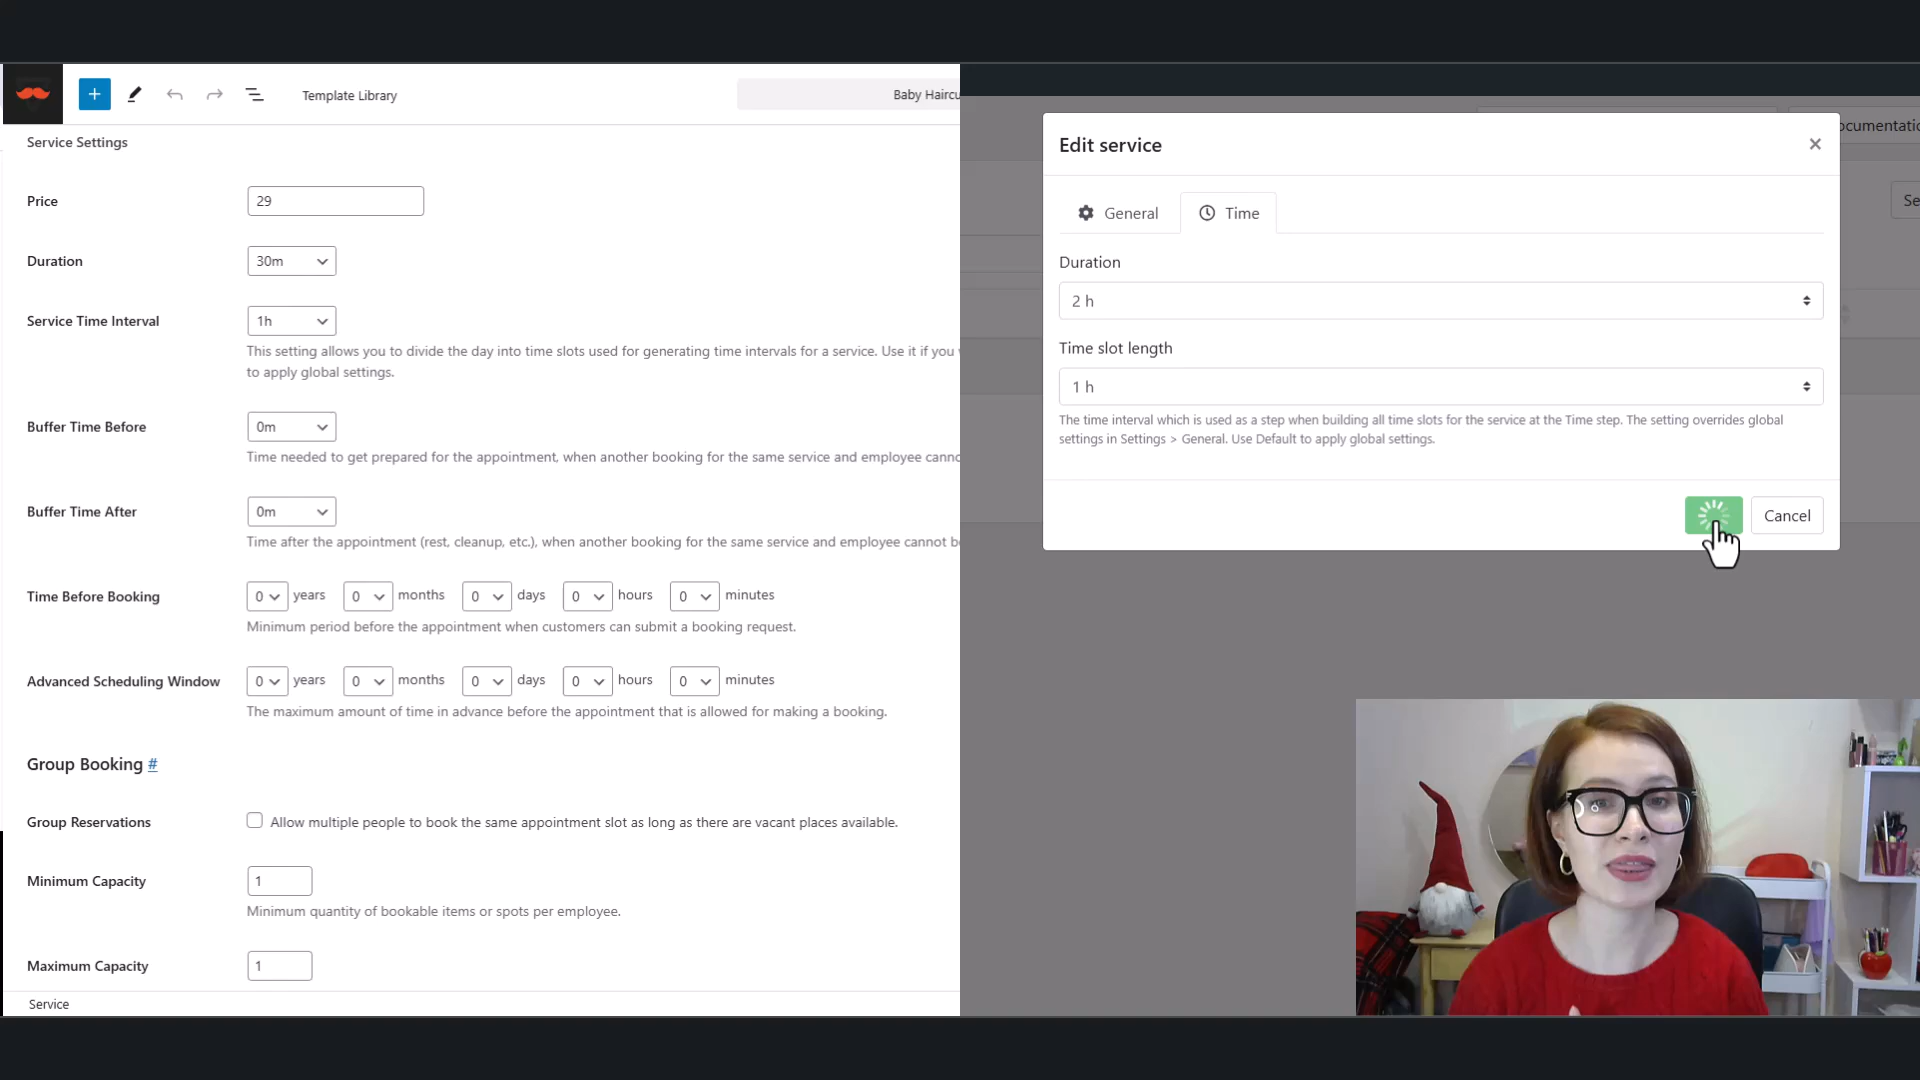 Template Library
Baby Haircu
Service Settings
Price
29
Duration
30m
Service Time Interval
1h
This setting allows you to divide the day into time slots used for generating time intervals for a service. Use it if you
to apply global settings.
Buffer Time Before
0m
Time needed to get prepared for the appointment, when another booking for the same service and employee canno
Buffer Time After
0m
Time after the appointment (rest, cleanup, etc.), when another booking for the same service and employee cannot b
Time Before Booking
0 years 0 months 0 days 0 hours 0 minutes
Minimum period before the appointment when customers can submit a booking request.
Advanced Scheduling Window
0 years 0 months 0 days 0 hours 0 minutes
The maximum amount of time in advance before the appointment that is allowed for making a booking.
Group Booking #
Group Reservations
Allow multiple people to book the same appointment slot as long as there are vacant places available.
Minimum Capacity
1
Minimum quantity of bookable items or spots per employee.
Maximum Capacity
1
Service
ocumentatio
Se
Edit service
×
General
Time
Duration
2 h
Time slot length
1 h
The time interval which is used as a step when building all time slots for the service at the Time step. The setting overrides global
settings in Settings > General. Use Default to apply global settings.
Cancel